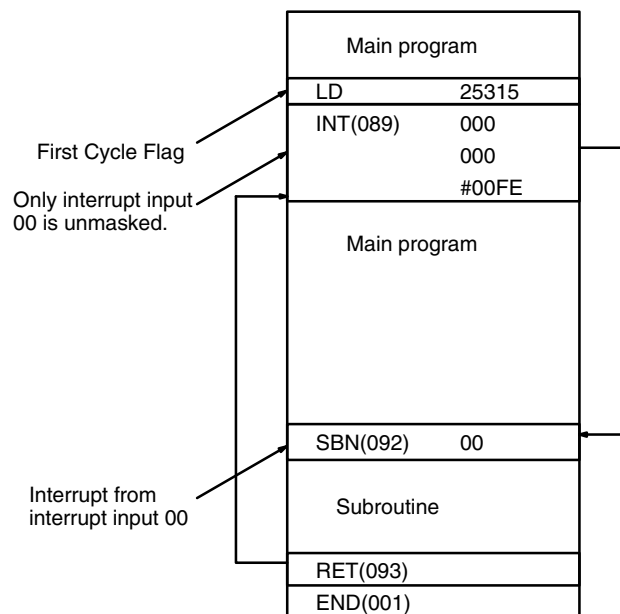 Main program
LD 25315
INT(089) 000
First Cycle Flag
000
Only interrupt input
00 is unmasked.
#00FE
Main program
SBN(092) 00
Interrupt from
interrupt input 00
Subroutine
RET(093)
END(001)